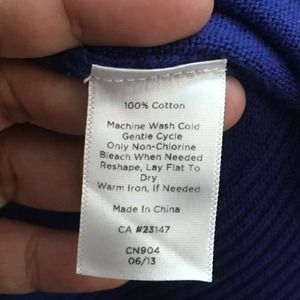 100% Cotton
Machine Wash Cold
Gentle Cycle
Only Non-Chlorine
Bleach When Needed
Reshape, Lay Flat To
Dry
Warm Iron, If Needed
Made In China
CA #23147
CN904
06/13